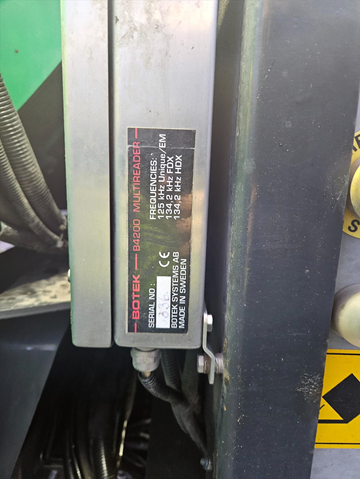 BOTEK — B4200 MULTIREADER
FREQUENCIES:
125 kHz Unique/EM
134.2 kHz FDX
134.2 kHz HDX
SERIAL NO:
CE
BOTEK SYSTEMS AB
MADE IN SWEDEN